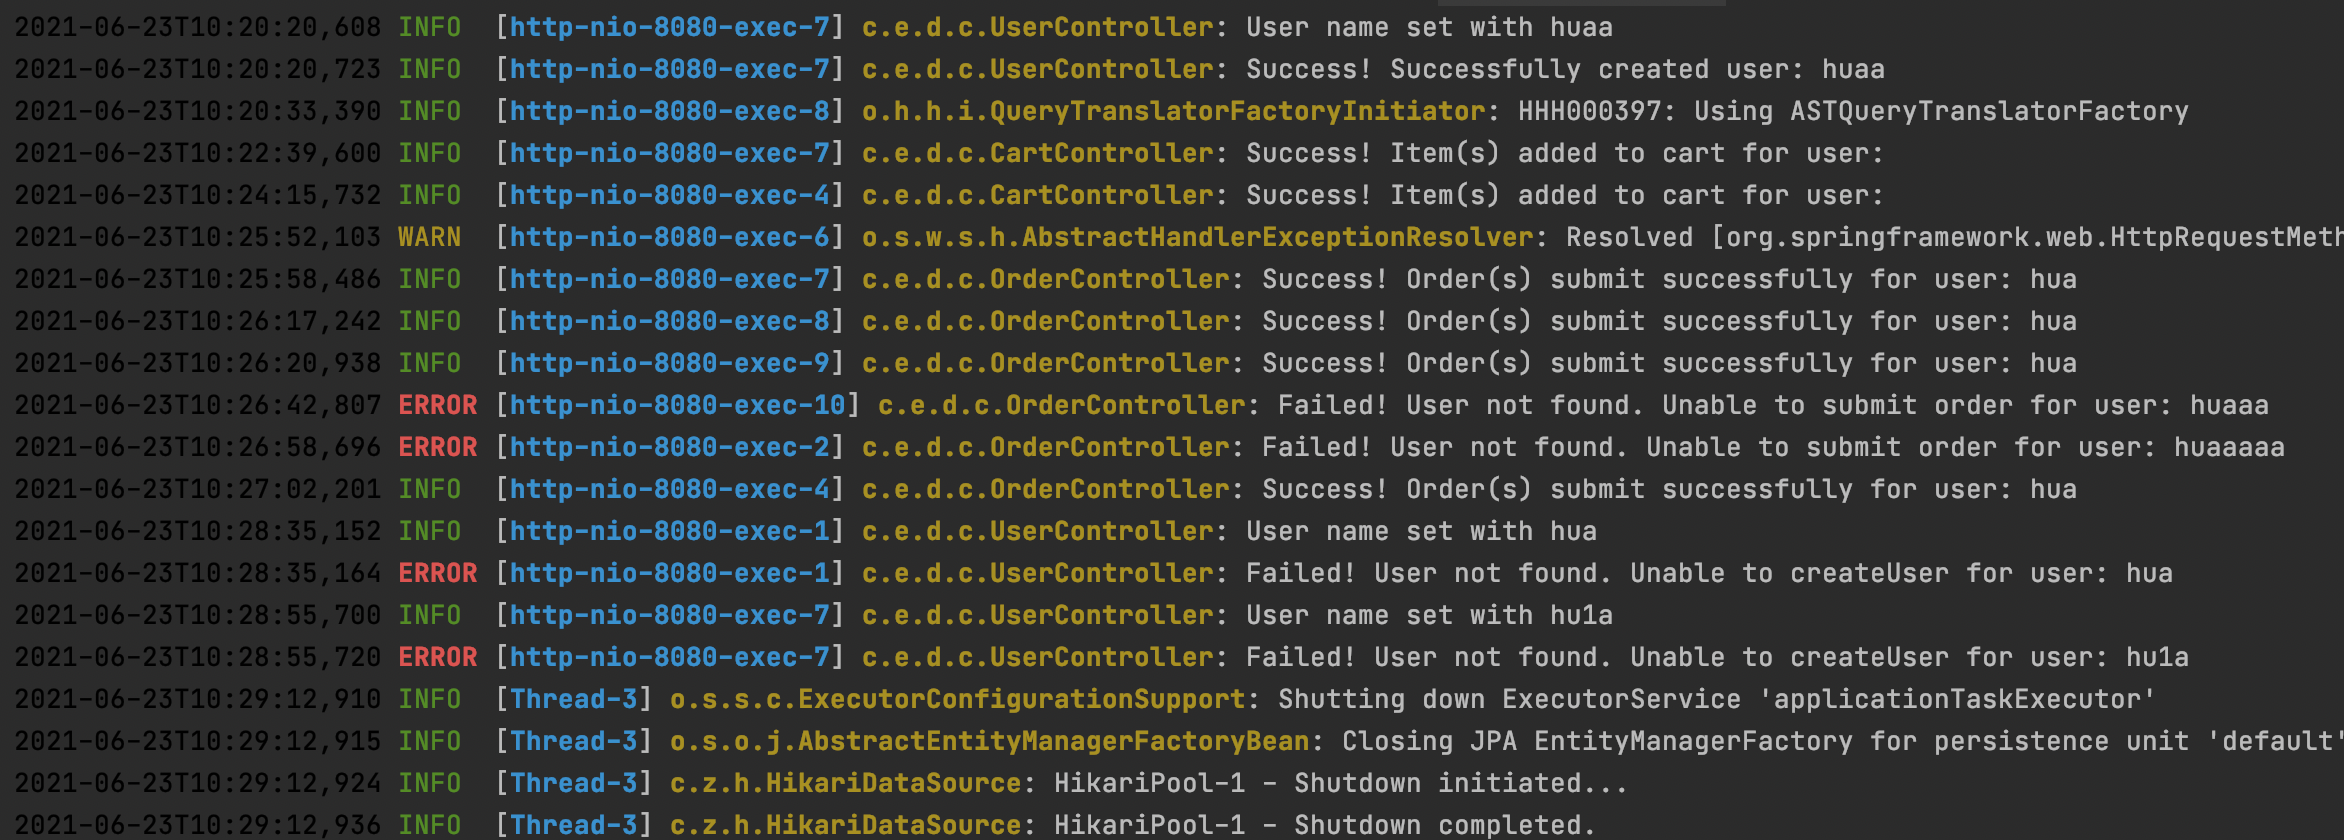 2021-06-23T10:20:20,608 INFO [http-nio-8080-exec-7] c.e.d.c.UserController: User name set with huaa
2021-06-23T10:20:20,723 INFO [http-nio-8080-exec-7] c.e.d.c.UserController: Success! Successfully created user: huaa
2021-06-23T10:20:33,390 INFO [http-nio-8080-exec-8] o.h.h.i.QueryTranslatorFactoryInitiator: HHH000397: Using ASTQueryTranslatorFactory
2021-06-23T10:22:39,600 INFO [http-nio-8080-exec-7] c.e.d.c.CartController: Success! Item(s) added to cart for user:
2021-06-23T10:24:15,732 INFO [http-nio-8080-exec-4] c.e.d.c.CartController: Success! Item(s) added to cart for user:
2021-06-23T10:25:52,103 WARN [http-nio-8080-exec-6] o.s.w.s.h.AbstractHandlerExceptionResolver: Resolved [org.springframework.web.HttpRequestMeth
2021-06-23T10:25:58,486 INFO [http-nio-8080-exec-7] c.e.d.c.OrderController: Success! Order(s) submit successfully for user: hua
2021-06-23T10:26:17,242 INFO [http-nio-8080-exec-8] c.e.d.c.OrderController: Success! Order(s) submit successfully for user: hua
2021-06-23T10:26:20,938 INFO [http-nio-8080-exec-9] c.e.d.c.OrderController: Success! Order(s) submit successfully for user: hua
2021-06-23T10:26:42,807 ERROR [http-nio-8080-exec-10] c.e.d.c.OrderController: Failed! User not found. Unable to submit order for user: huaaa
2021-06-23T10:26:58,696 ERROR [http-nio-8080-exec-2] c.e.d.c.OrderController: Failed! User not found. Unable to submit order for user: huaaaaa
2021-06-23T10:27:02,201 INFO [http-nio-8080-exec-4] c.e.d.c.OrderController: Success! Order(s) submit successfully for user: hua
2021-06-23T10:28:35,152 INFO [http-nio-8080-exec-1] c.e.d.c.UserController: User name set with hua
2021-06-23T10:28:35,164 ERROR [http-nio-8080-exec-1] c.e.d.c.UserController: Failed! User not found. Unable to createUser for user: hua
2021-06-23T10:28:55,700 INFO [http-nio-8080-exec-7] c.e.d.c.UserController: User name set with hu1a
2021-06-23T10:28:55,720 ERROR [http-nio-8080-exec-7] c.e.d.c.UserController: Failed! User not found. Unable to createUser for user: hu1a
2021-06-23T10:29:12,910 INFO [Thread-3] o.s.s.c.ExecutorConfigurationSupport: Shutting down ExecutorService 'applicationTaskExecutor'
2021-06-23T10:29:12,915 INFO [Thread-3] o.s.o.j.AbstractEntityManagerFactoryBean: Closing JPA EntityManagerFactory for persistence unit 'default'
2021-06-23T10:29:12,924 INFO [Thread-3] c.z.h.HikariDataSource: HikariPool-1 - Shutdown initiated...
2021-06-23T10:29:12,936 INFO [Thread-3] c.z.h.HikariDataSource: HikariPool-1 - Shutdown completed.